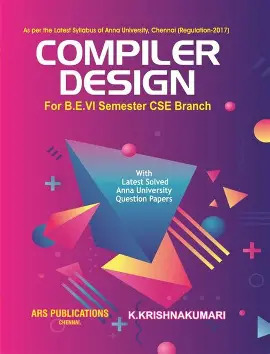 As per the Latest Syllabus of Anna University, Chennai (Regulation-2017)
COMPILER
DESIGN
For B.E.VI Semester CSE Branch
With
Latest Solved
Anna University
Question Papers
ARS PUBLICATIONS
CHENNAI.
K.KRISHNAKUMARI